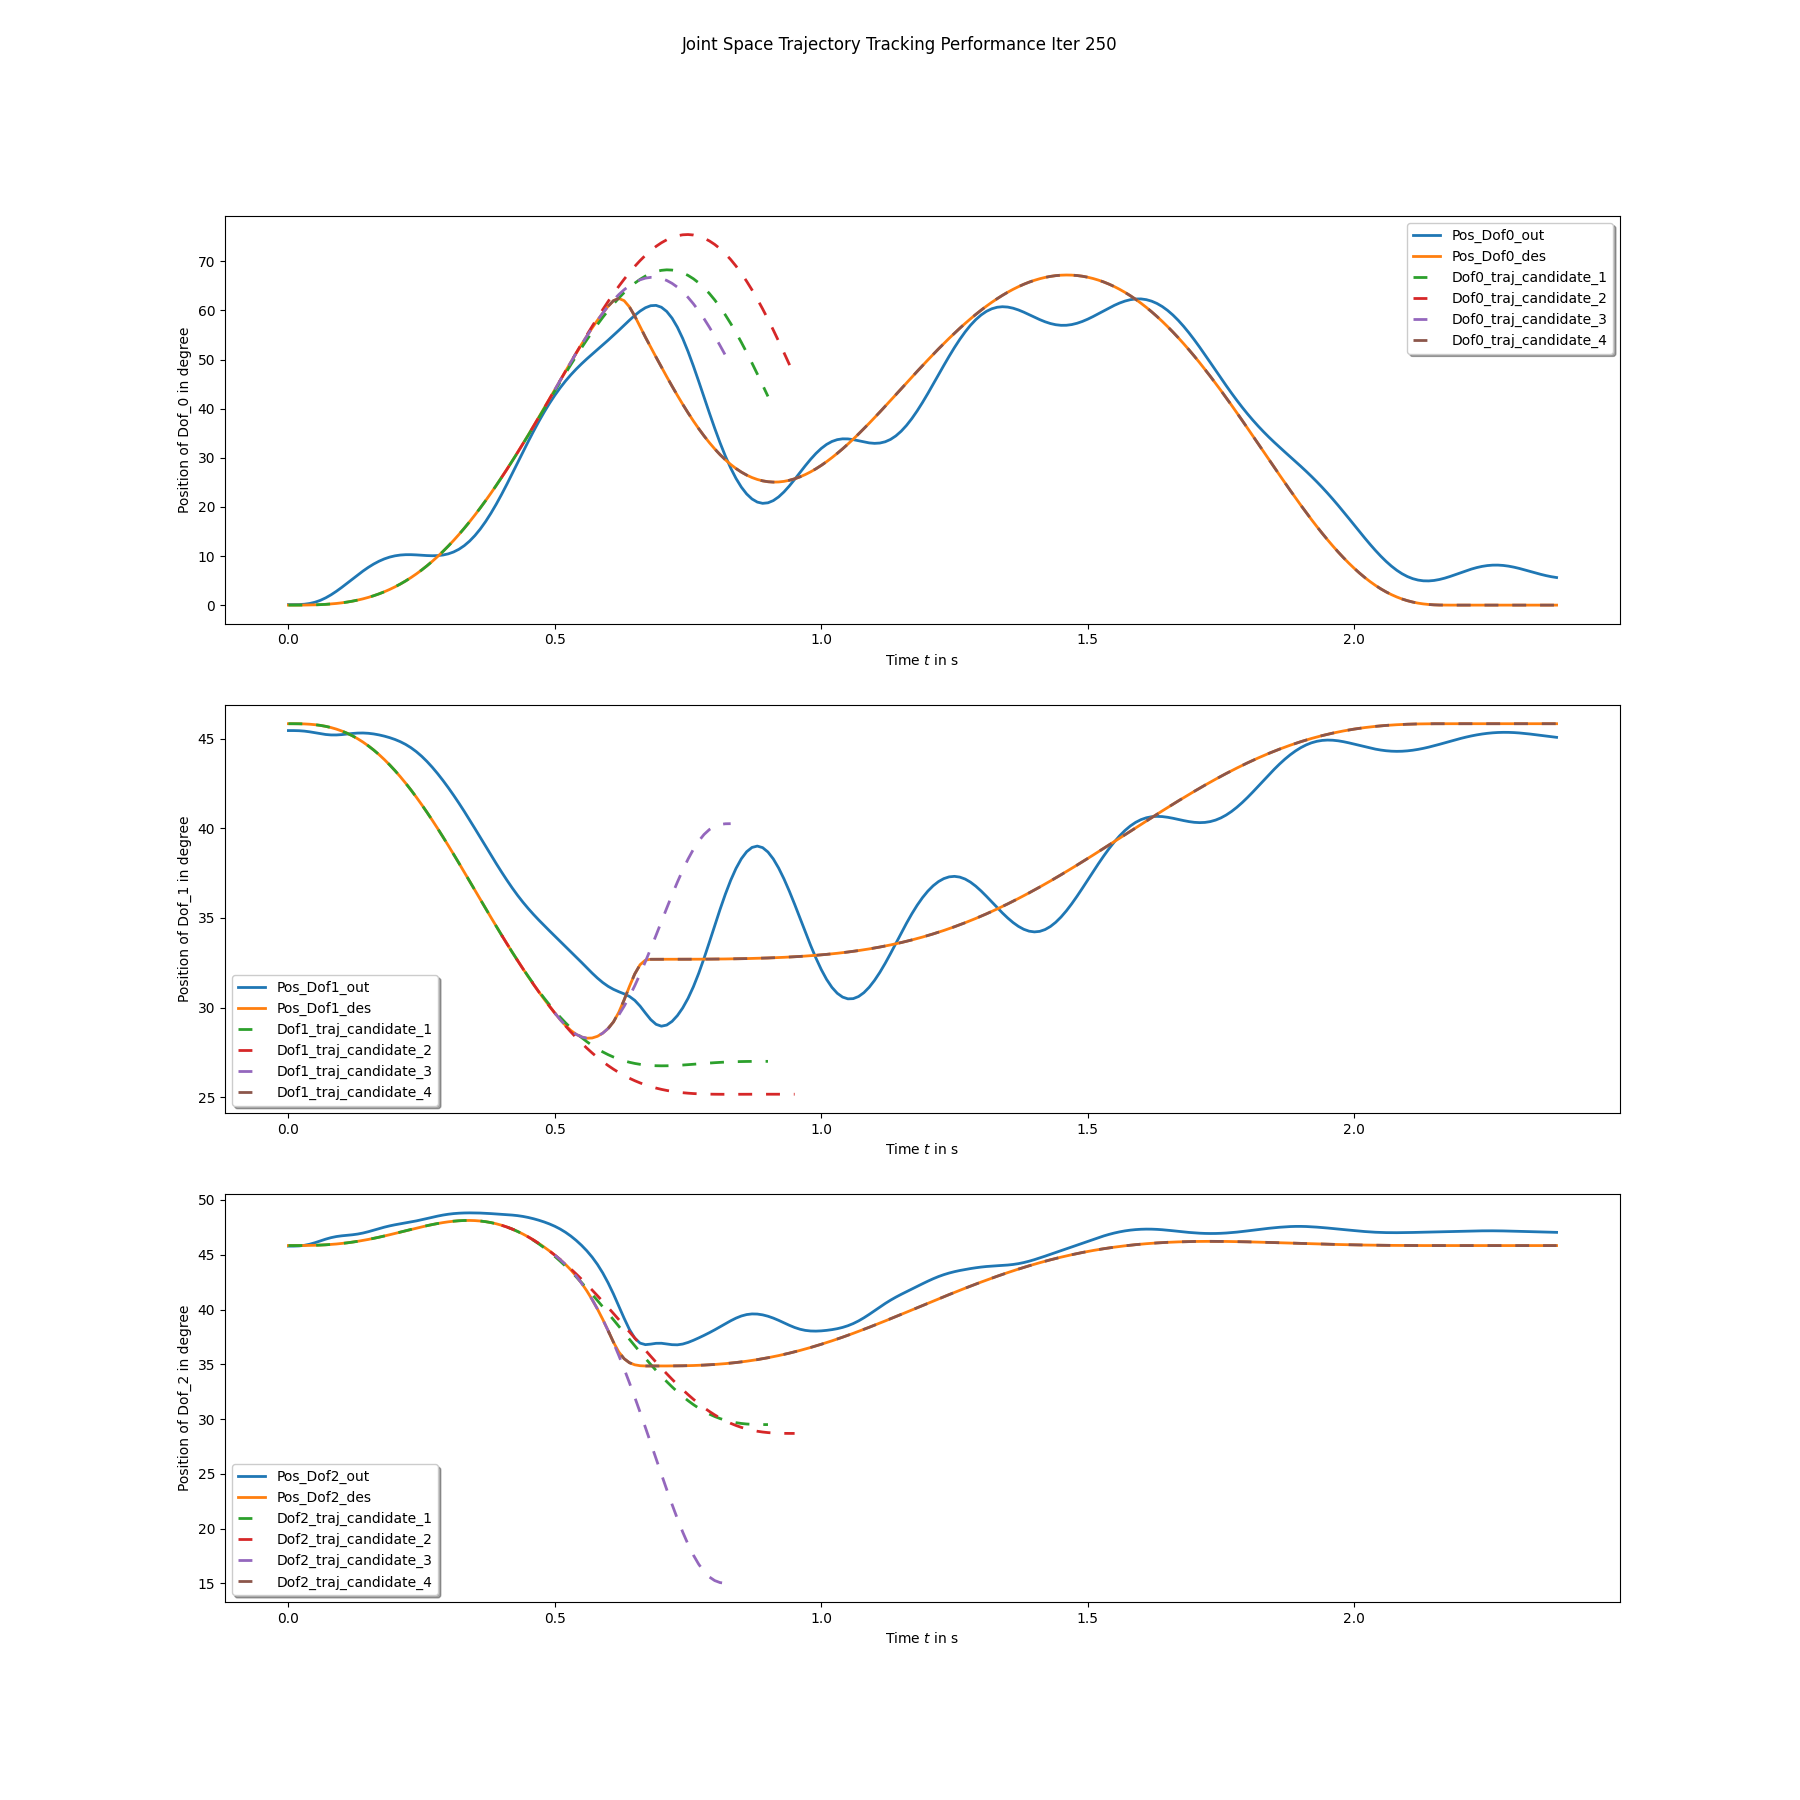 Joint Space Trajectory Tracking Performance Iter 250
Position of Dof_0 in degree
70
60
50
40
30
20
10
0
Pos_Dof0_out
Pos_Dof0_des
Dof0_traj_candidate_1
Dof0_traj_candidate_2
Dof0_traj_candidate_3
Dof0_traj_candidate_4
0.0 0.5 1.0 1.5 2.0
Time t in s
Position of Dof_1 in degree
45
40
35
30
25
Pos_Dof1_out
Pos_Dof1_des
Dof1_traj_candidate_1
Dof1_traj_candidate_2
Dof1_traj_candidate_3
Dof1_traj_candidate_4
0.0 0.5 1.0 1.5 2.0
Time t in s
Position of Dof_2 in degree
50
45
40
35
30
25
20
15
Pos_Dof2_out
Pos_Dof2_des
Dof2_traj_candidate_1
Dof2_traj_candidate_2
Dof2_traj_candidate_3
Dof2_traj_candidate_4
0.0 0.5 1.0 1.5 2.0
Time t in s